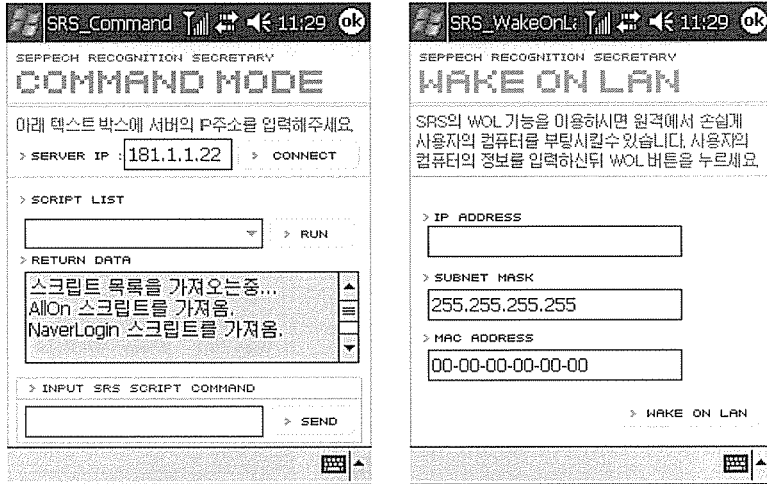 SRS_Command 11:29 ok
SEPPECH RECOGNITION SECRETARY
COMMAND MODE
아래 텍스트 박스에 서버의 IP주소를 입력해주세요.
> SERVER IP : 181.1.1.22 > CONNECT
> SCRIPT LIST
> RUN
> RETURN DATA
스크립트 목록을 가져오는중...
AllOn 스크립트를 가져옴.
NaverLogin 스크립트를 가져옴.
> INPUT SRS SCRIPT COMMAND
> SEND
SRS_WakeOnLa 11:29 ok
SEPPECH RECOGNITION SECRETARY
WAKE ON LAN
SRS의 WOL 기능을 이용하시면 원격에서 손쉽게
사용자의 컴퓨터를 부팅시킬수 있습니다. 사용자의
컴퓨터의 정보를 입력하신뒤 WOL 버튼을 누르세요.
> IP ADDRESS
> SUBNET MASK
255.255.255.255
> MAC ADDRESS
00-00-00-00-00-00
> WAKE ON LAN